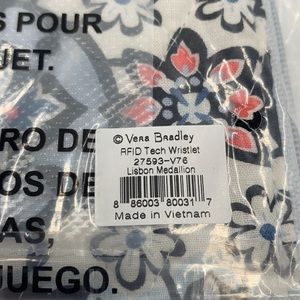 S POUR
JET.
RO DE
OS DE
AS,
JUEGO.
© Vera Bradley
RFID Tech Wristlet
27593-V76
Lisbon Medallion
8 86003 80031 7
Made in Vietnam